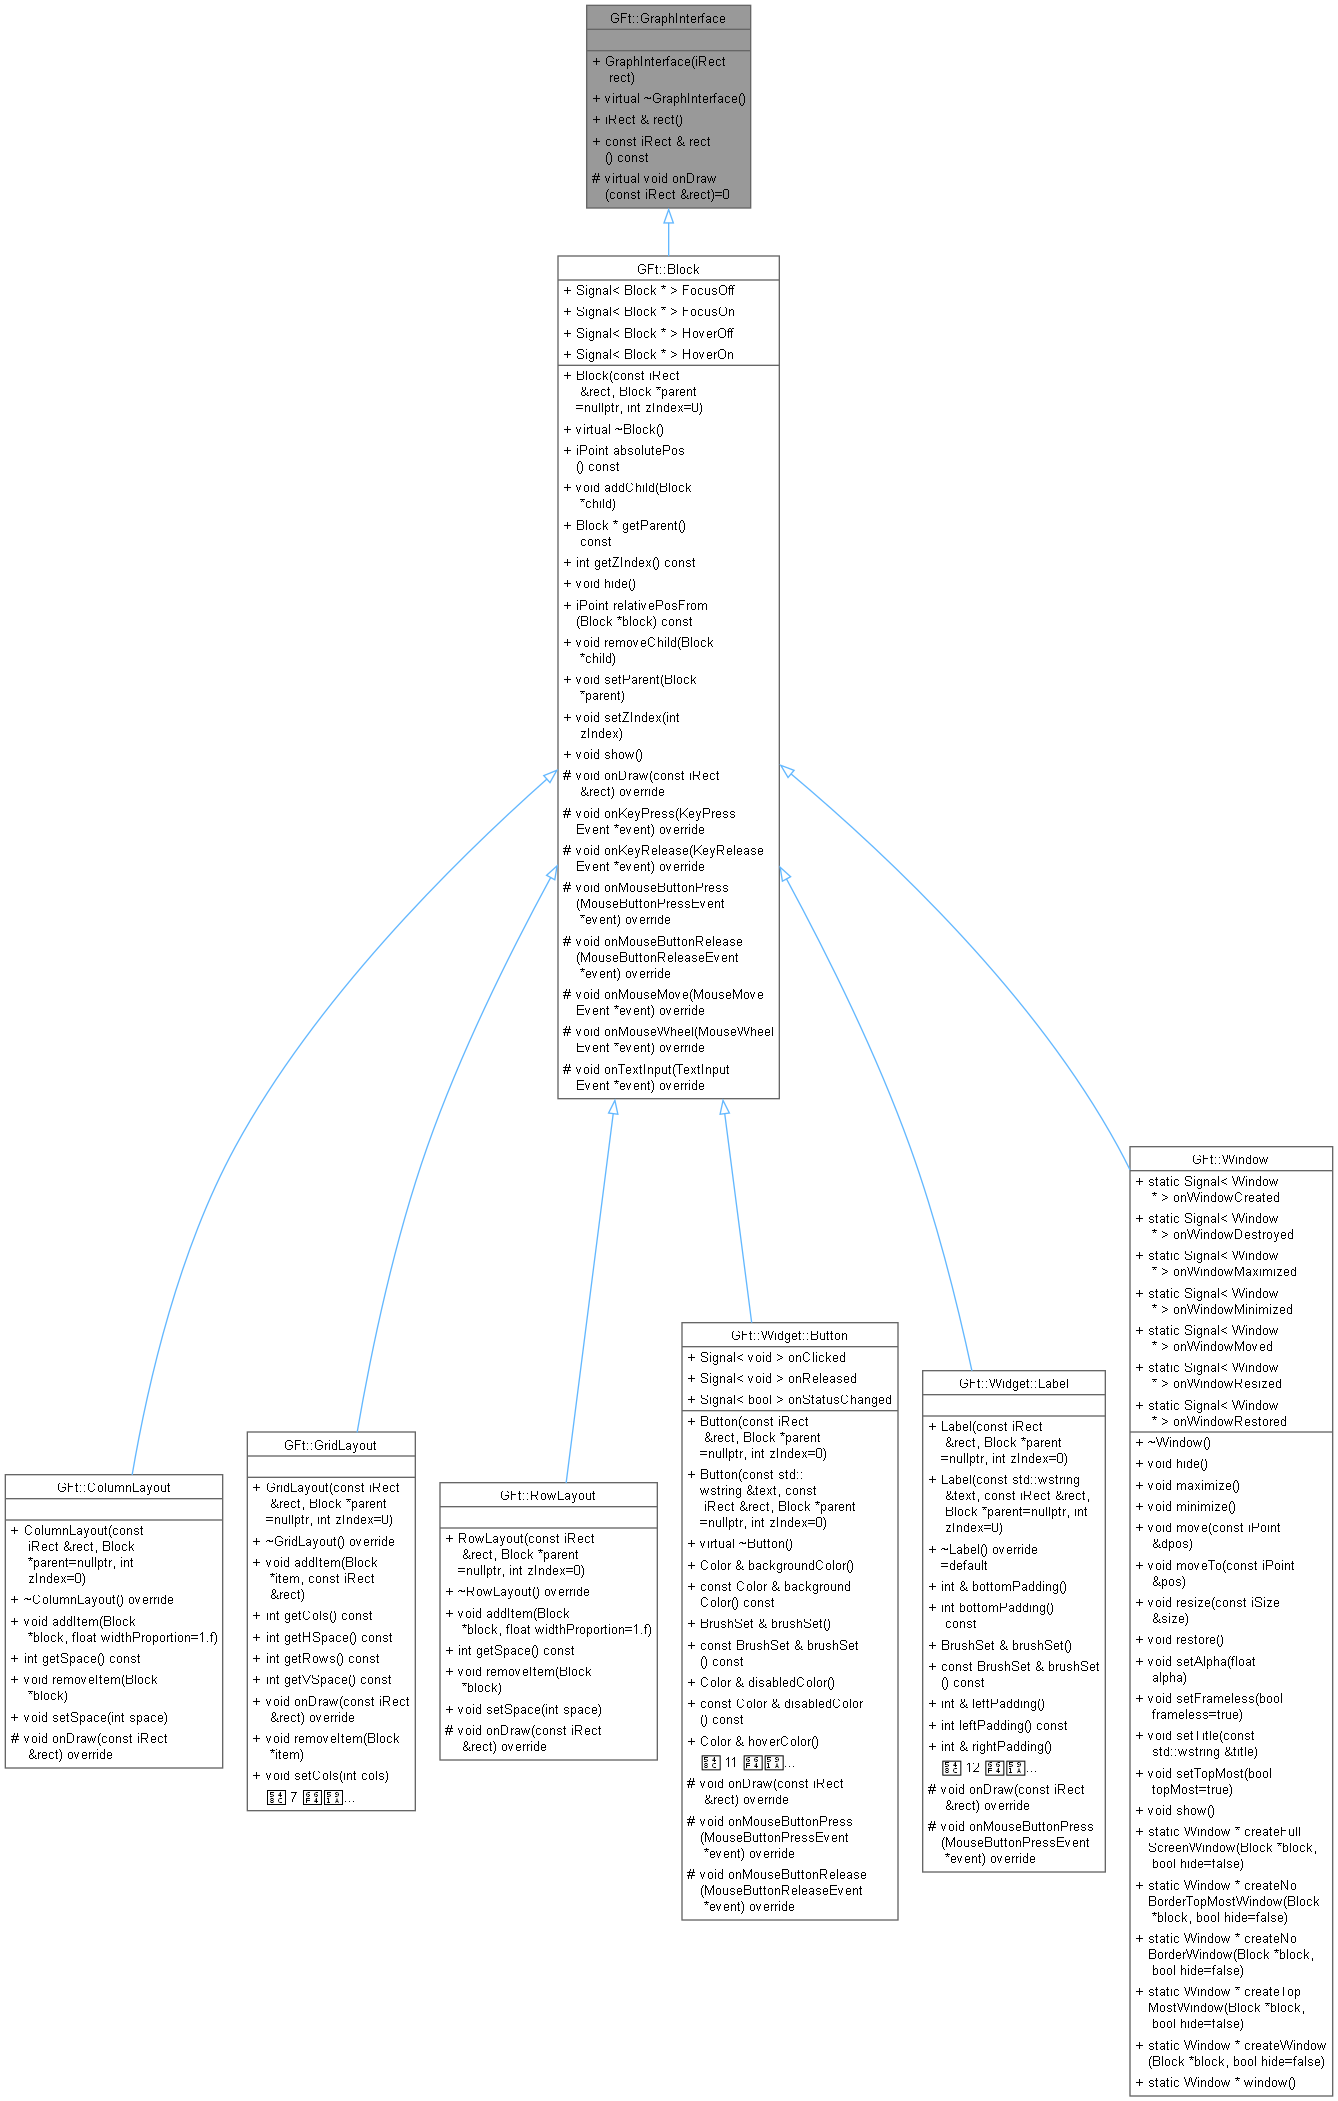 GFt::GraphInterface
+ GraphInterface(iRect
rect)
+ virtual ~GraphInterface()
+ iRect & rect()
+ const iRect & rect
() const
# virtual void onDraw
(const iRect &rect)=0
GFt::Block
+ Signal< Block * > FocusOff
+ Signal< Block * > FocusOn
+ Signal< Block * > HoverOff
+ Signal< Block * > HoverOn
+ Block(const iRect
&rect, Block *parent
=nullptr, int zIndex=0)
+ virtual ~Block()
+ iPoint absolutePos
() const
+ void addChild(Block
*child)
+ Block * getParent()
const
+ int getZIndex() const
+ void hide()
+ iPoint relativePosFrom
(Block *block) const
+ void removeChild(Block
*child)
+ void setParent(Block
*parent)
+ void setZIndex(int
zIndex)
+ void show()
# void onDraw(const iRect
&rect) override
# void onKeyPress(KeyPress
Event *event) override
# void onKeyRelease(KeyRelease
Event *event) override
# void onMouseButtonPress
(MouseButtonPressEvent
*event) override
# void onMouseButtonRelease
(MouseButtonReleaseEvent
*event) override
# void onMouseMove(MouseMove
Event *event) override
# void onMouseWheel(MouseWheel
Event *event) override
# void onTextInput(TextInput
Event *event) override
GFt::ColumnLayout
+ ColumnLayout(const
iRect &rect, Block
*parent=nullptr, int
zIndex=0)
+ ~ColumnLayout() override
+ void addItem(Block
*block, float widthProportion=1.f)
+ int getSpace() const
+ void removeItem(Block
*block)
+ void setSpace(int space)
# void onDraw(const iRect
&rect) override
GFt::GridLayout
+ GridLayout(const iRect
&rect, Block *parent
=nullptr, int zIndex=0)
+ ~GridLayout() override
+ void addItem(Block
*item, const iRect
&rect)
+ int getCols() const
+ int getHSpace() const
+ int getRows() const
+ int getVSpace() const
+ void onDraw(const iRect
&rect) override
+ void removeItem(Block
*item)
+ void setCols(int cols)
7 ...
GFt::RowLayout
+ RowLayout(const iRect
&rect, Block *parent
=nullptr, int zIndex=0)
+ ~RowLayout() override
+ void addItem(Block
*block, float widthProportion=1.f)
+ int getSpace() const
+ void removeItem(Block
*block)
+ void setSpace(int space)
# void onDraw(const iRect
&rect) override
GFt::Widget::Button
+ Signal< void > onClicked
+ Signal< void > onReleased
+ Signal< bool > onStatusChanged
+ Button(const iRect
&rect, Block *parent
=nullptr, int zIndex=0)
+ Button(const std::
wstring &text, const
iRect &rect, Block *parent
=nullptr, int zIndex=0)
+ virtual ~Button()
+ Color & backgroundColor()
+ const Color & background
Color() const
+ BrushSet & brushSet()
+ const BrushSet & brushSet
() const
+ Color & disabledColor()
+ const Color & disabledColor
() const
+ Color & hoverColor()
11 ...
# void onDraw(const iRect
&rect) override
# void onMouseButtonPress
(MouseButtonPressEvent
*event) override
# void onMouseButtonRelease
(MouseButtonReleaseEvent
*event) override
GFt::Widget::Label
+ Label(const iRect
&rect, Block *parent
=nullptr, int zIndex=0)
+ Label(const std::wstring
&text, const iRect &rect,
Block *parent=nullptr, int
zIndex=0)
+ ~Label() override
=default
+ int & bottomPadding()
+ int bottomPadding()
const
+ BrushSet & brushSet()
+ const BrushSet & brushSet
() const
+ int & leftPadding()
+ int leftPadding() const
+ int & rightPadding()
12 ...
# void onDraw(const iRect
&rect) override
# void onMouseButtonPress
(MouseButtonPressEvent
*event) override
GFt::Window
+ static Signal< Window
* > onWindowCreated
+ static Signal< Window
* > onWindowDestroyed
+ static Signal< Window
* > onWindowMaximized
+ static Signal< Window
* > onWindowMinimized
+ static Signal< Window
* > onWindowMoved
+ static Signal< Window
* > onWindowResized
+ static Signal< Window
* > onWindowRestored
+ ~Window()
+ void hide()
+ void maximize()
+ void minimize()
+ void move(const iPoint
&dpos)
+ void moveTo(const iPoint
&pos)
+ void resize(const iSize
&size)
+ void restore()
+ void setAlpha(float
alpha)
+ void setFrameless(bool
frameless=true)
+ void setTitle(const
std::wstring &title)
+ void setTopMost(bool
topMost=true)
+ void show()
+ static Window * createFull
ScreenWindow(Block *block,
bool hide=false)
+ static Window * createNo
BorderTopMostWindow(Block
*block, bool hide=false)
+ static Window * createNo
BorderWindow(Block *block,
bool hide=false)
+ static Window * createTop
MostWindow(Block *block,
bool hide=false)
+ static Window * createWindow
(Block *block, bool hide=false)
+ static Window * window()